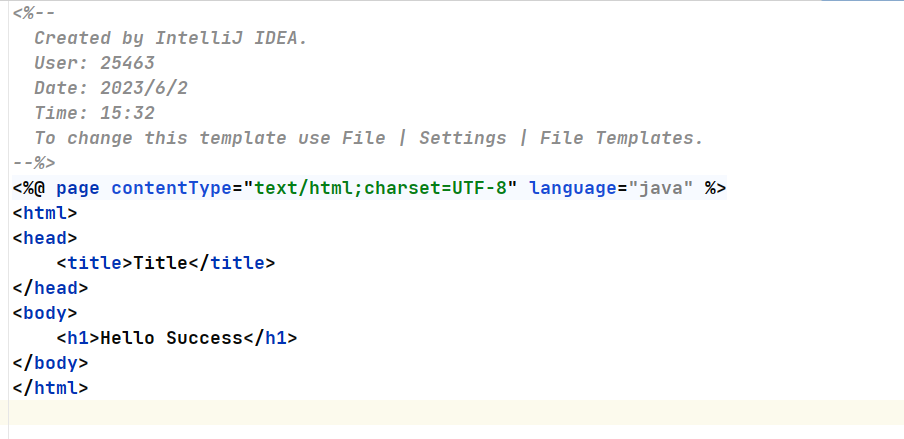 <%--
  Created by IntelliJ IDEA.
  User: 25463
  Date: 2023/6/2
  Time: 15:32
  To change this template use File | Settings | File Templates.
--%>
<%@ page contentType="text/html;charset=UTF-8" language="java" %>
<html>
<head>
    <title>Title</title>
</head>
<body>
    <h1>Hello Success</h1>
</body>
</html>